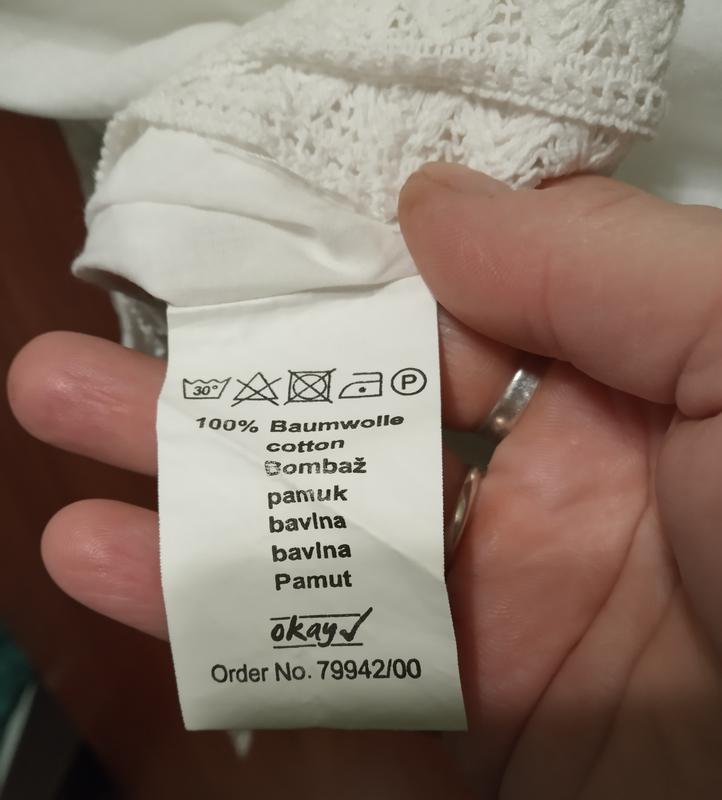 30°
P
100% Baumwolle
cotton
Bombaž
pamuk
bavlna
bavlna
Pamut
okay
Order No. 79942/00